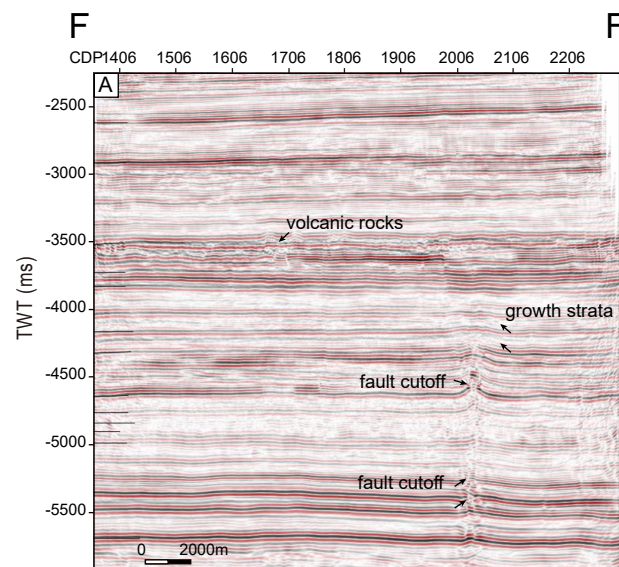 F F
CDP1406 1506 1606 1706 1806 1906 2006 2106 2206
A
-2500
-3000
volcanic rocks
-3500
TWT (ms)
-4000
growth strata
fault cutoff
-4500
-5000
fault cutoff
-5500
0 2000m